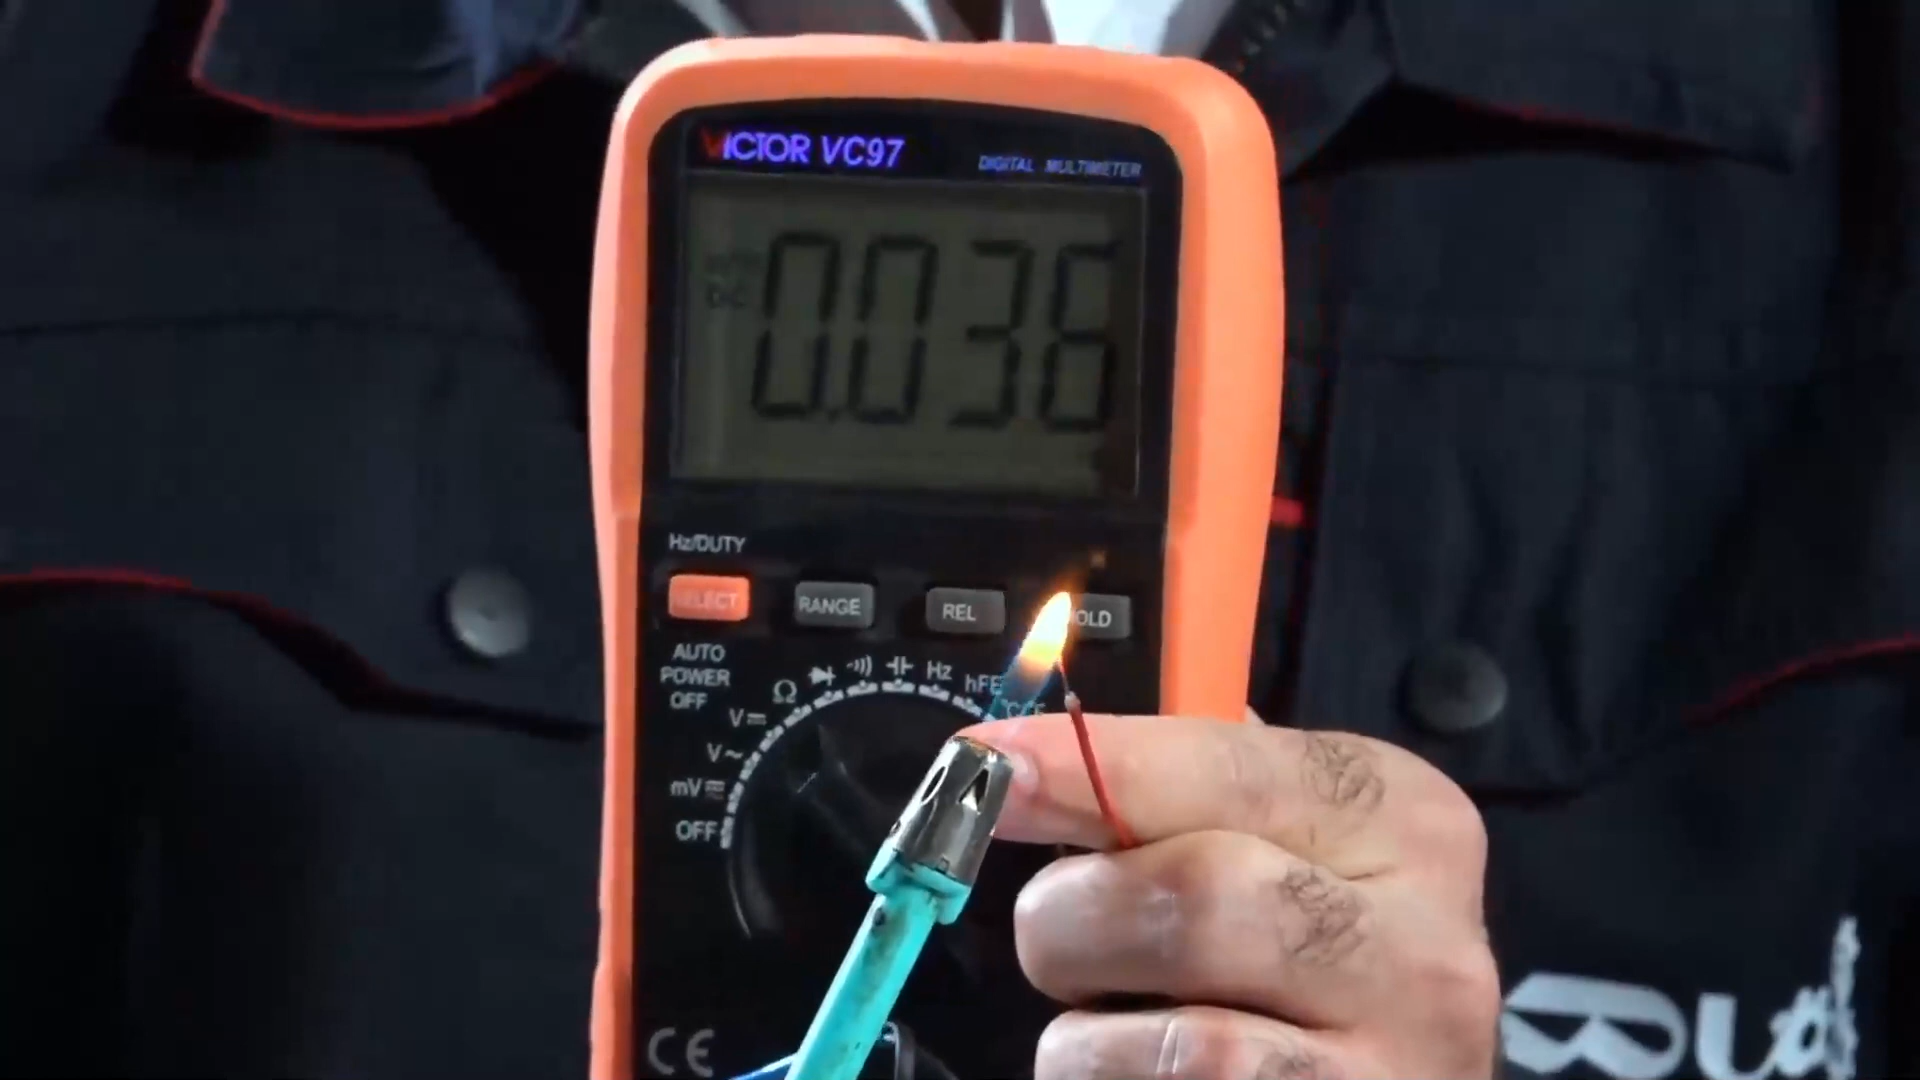 VICTOR VC97
DIGITAL MULTIMETER
DC
0.036
Hz/DUTY
SELECT
RANGE
REL
HOLD
AUTO
POWER
OFF
Ω
Hz
hFE
V
V~
mV
OFF
CE